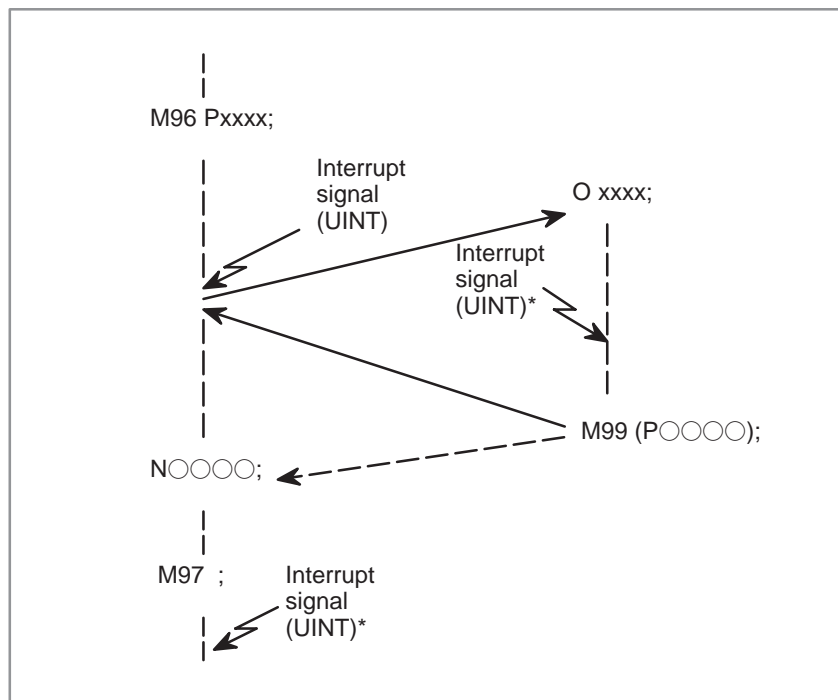 M96 Pxxxx;
Interrupt
signal
(UINT)
O xxxx;
Interrupt
signal
(UINT)*
M99 (P○○○○);
N○○○○;
M97 ;
Interrupt
signal
(UINT)*